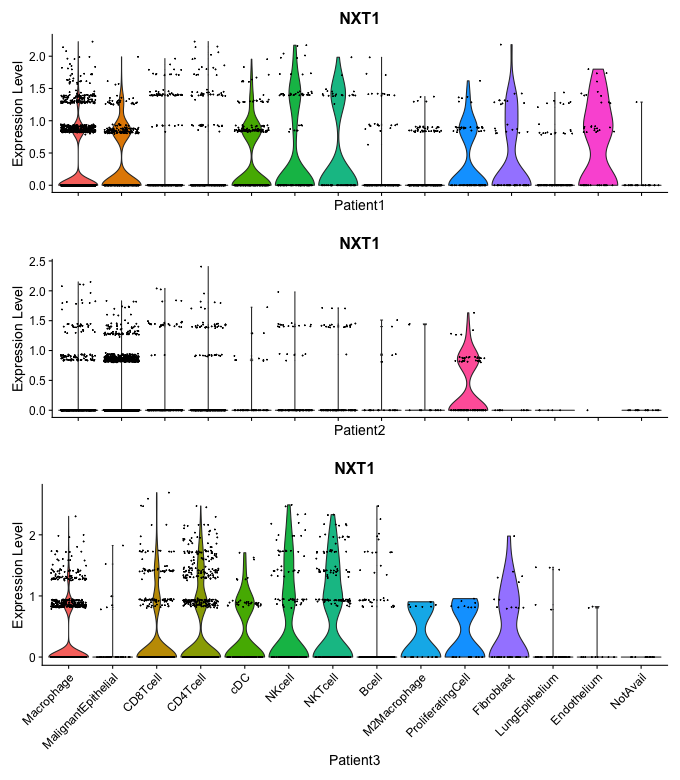 NXT1
Expression Level
2.0
1.5
1.0
0.5
0.0
Patient1
NXT1
Expression Level
2.5
2.0
1.5
1.0
0.5
0.0
Patient2
NXT1
Expression Level
2
1
0
Macrophage
MalignantEpithelial
CD8Tcell
CD4Tcell
cDC
NKcell
NKTcell
Bcell
M2Macrophage
ProliferatingCell
Fibroblast
LungEpithelium
Endothelium
NotAvail
Patient3